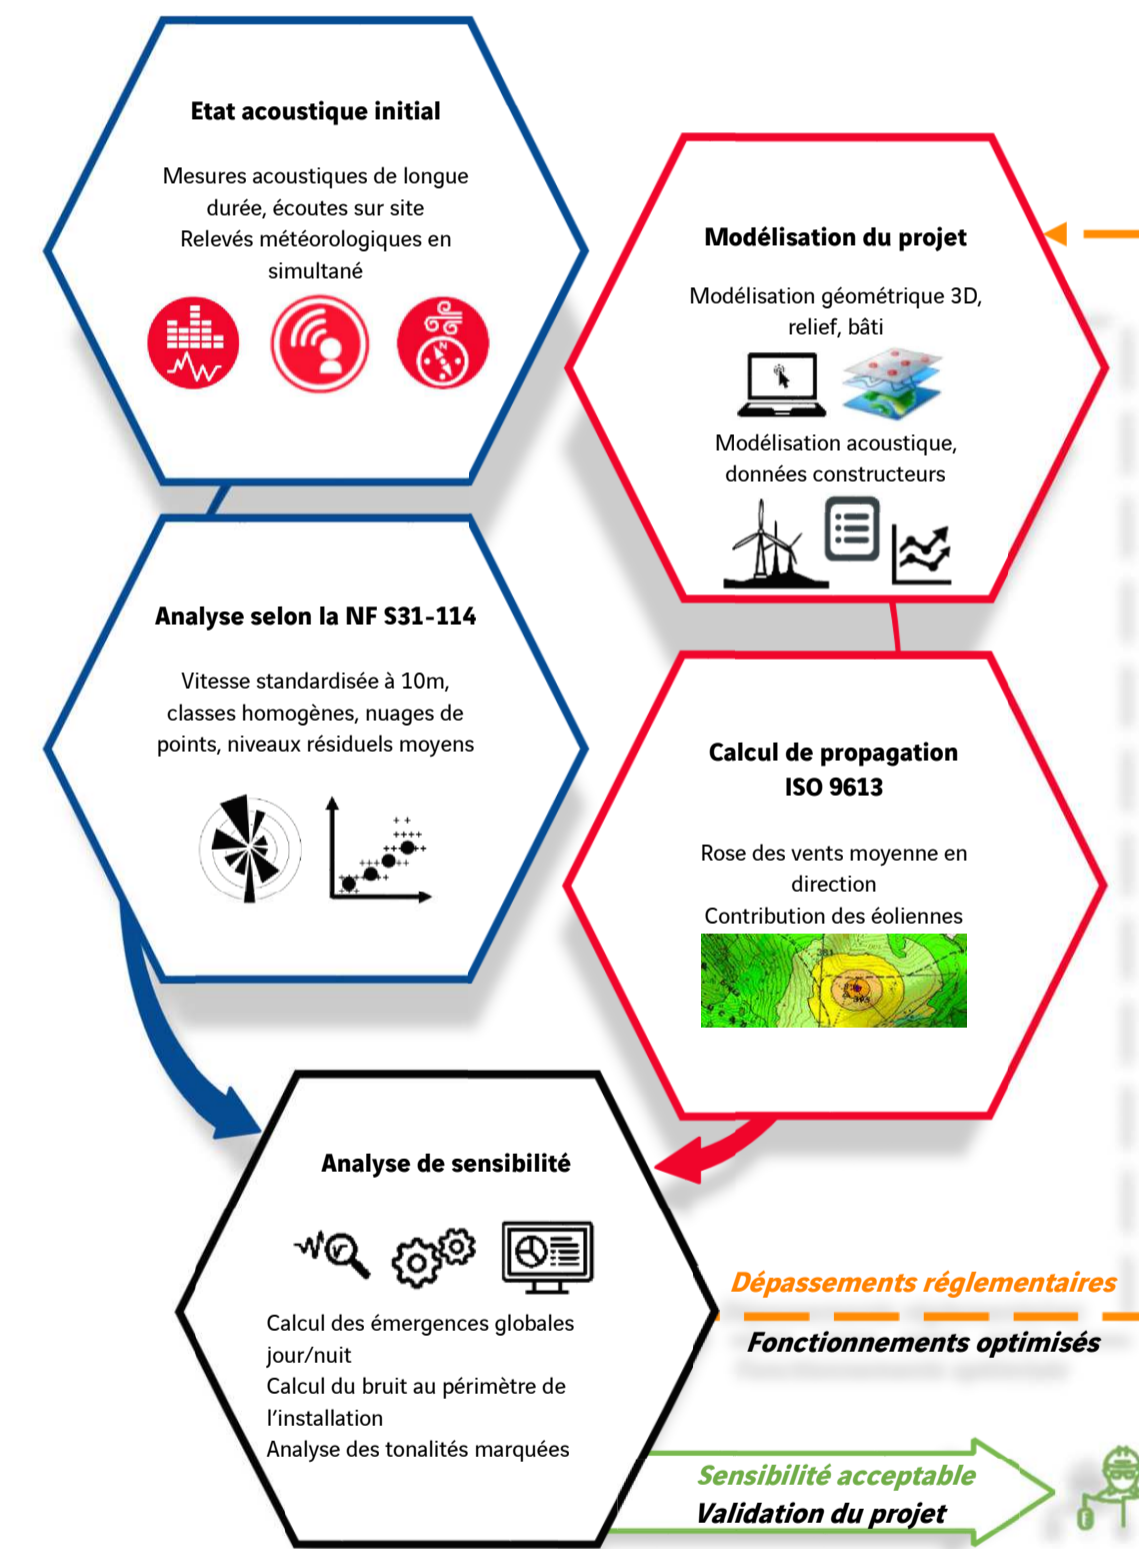 Etat acoustique initial
Mesures acoustiques de longue
durée, écoutes sur site
Relevés météorologiques en
simultané
Modélisation du projet
Modélisation géométrique 3D,
relief, bâti
Modélisation acoustique,
données constructeurs
Analyse selon la NF S31-114
Vitesse standardisée à 10m,
classes homogènes, nuages de
points, niveaux résiduels moyens
Calcul de propagation
ISO 9613
Rose des vents moyenne en
direction
Contribution des éoliennes
Analyse de sensibilité
Calcul des émergences globales
jour/nuit
Calcul du bruit au périmètre de
l'installation
Analyse des tonalités marquées
Dépassements réglementaires
Fonctionnements optimisés
Sensibilité acceptable
Validation du projet